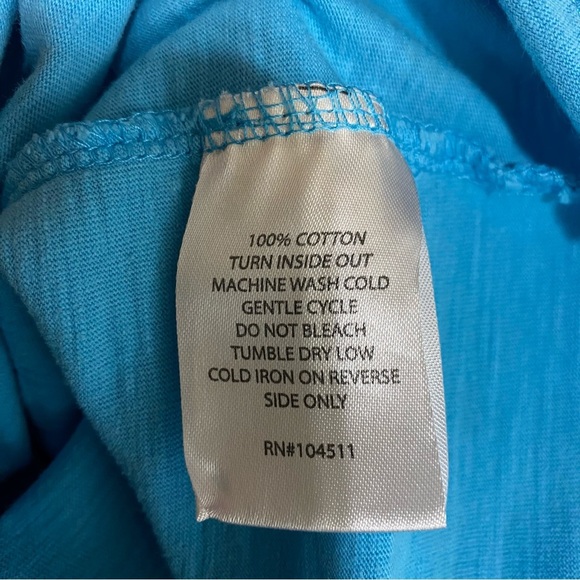 100% COTTON
TURN INSIDE OUT
MACHINE WASH COLD
GENTLE CYCLE
DO NOT BLEACH
TUMBLE DRY LOW
COLD IRON ON REVERSE
SIDE ONLY
RN#104511